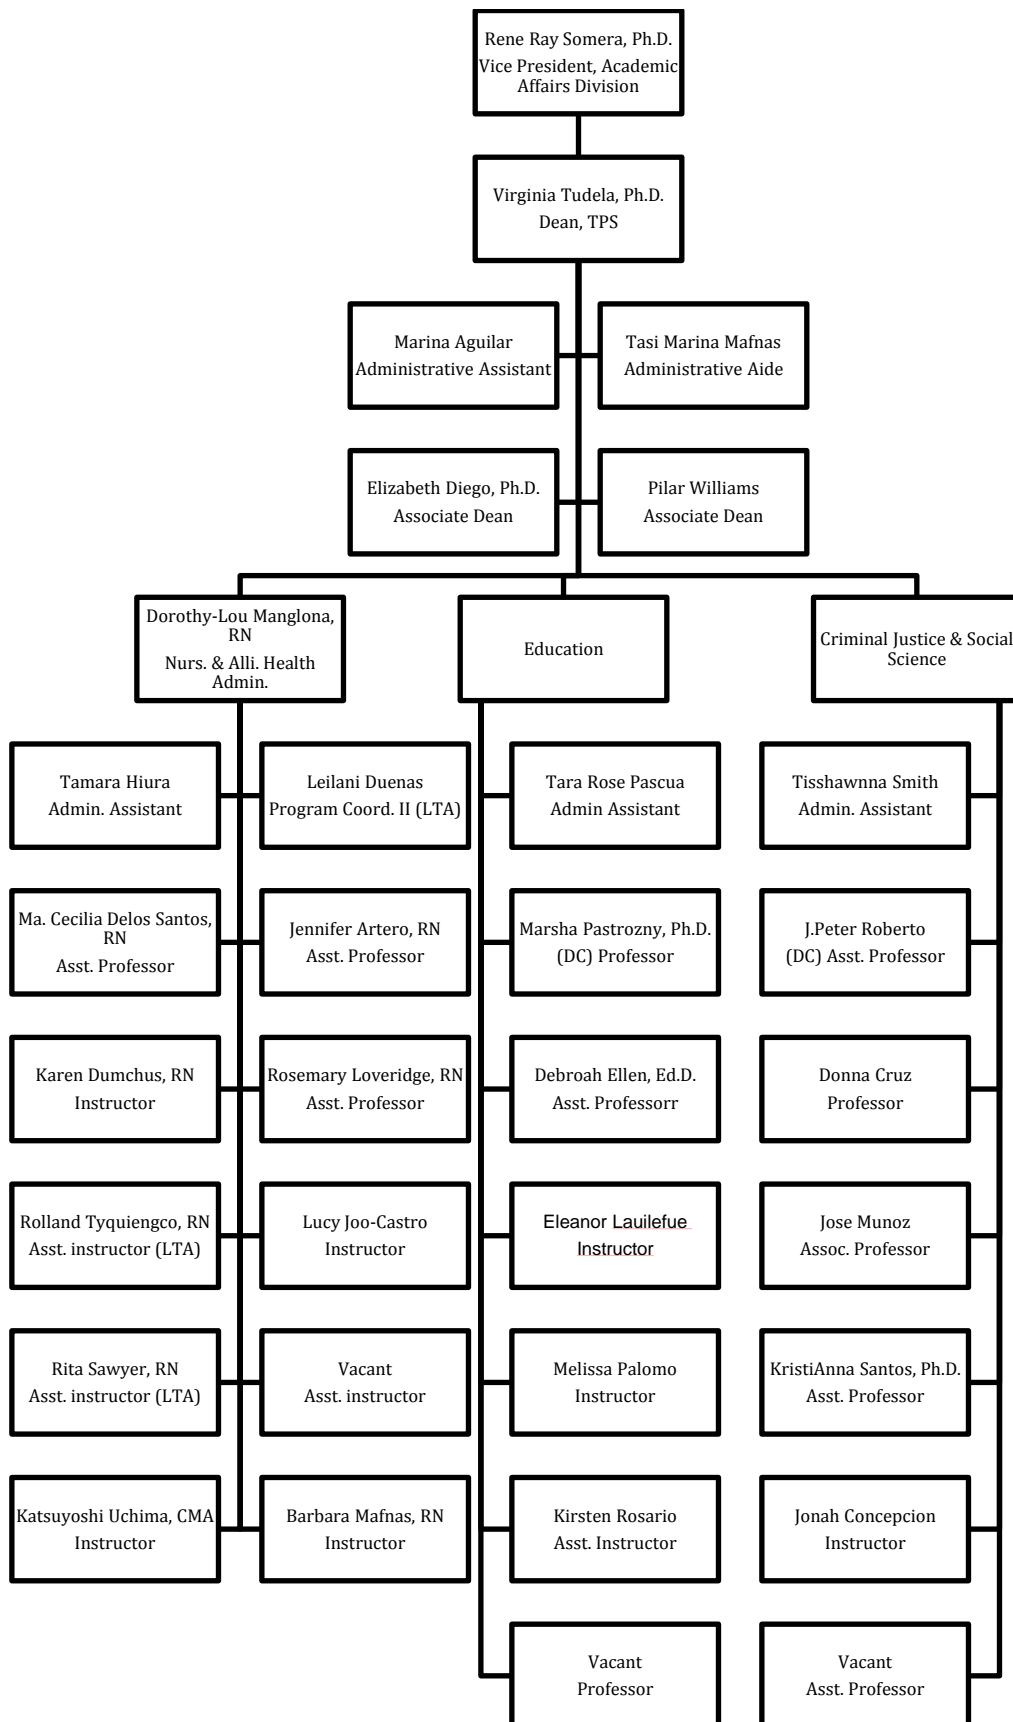 Rene Ray Somera, Ph.D.
Vice President, Academic
Affairs Division
Virginia Tudela, Ph.D.
Dean, TPS
Marina Aguilar
Administrative Assistant
Tasi Marina Mafnas
Administrative Aide
Elizabeth Diego, Ph.D.
Associate Dean
Pilar Williams
Associate Dean
Dorothy-Lou Manglona,
RN
Nurs. & Alli. Health
Admin.
Education
Criminal Justice & Social
Science
Tamara Hiura
Admin. Assistant
Leilani Duenas
Program Coord. II (LTA)
Tara Rose Pascua
Admin Assistant
Tisshawnna Smith
Admin. Assistant
Ma. Cecilia Delos Santos,
RN
Asst. Professor
Jennifer Artero, RN
Asst. Professor
Marsha Pastrozny, Ph.D.
(DC) Professor
J.Peter Roberto
(DC) Asst. Professor
Karen Dumchus, RN
Instructor
Rosemary Loveridge, RN
Asst. Professor
Debroah Ellen, Ed.D.
Asst. Professorr
Donna Cruz
Professor
Rolland Tyquiengco, RN
Asst. instructor (LTA)
Lucy Joo-Castro
Instructor
Eleanor Lauilefue
Instructor
Jose Munoz
Assoc. Professor
Rita Sawyer, RN
Asst. instructor (LTA)
Vacant
Asst. instructor
Melissa Palomo
Instructor
KristiAnna Santos, Ph.D.
Asst. Professor
Katsuyoshi Uchima, CMA
Instructor
Barbara Mafnas, RN
Instructor
Kirsten Rosario
Asst. Instructor
Jonah Concepcion
Instructor
Vacant
Professor
Vacant
Asst. Professor